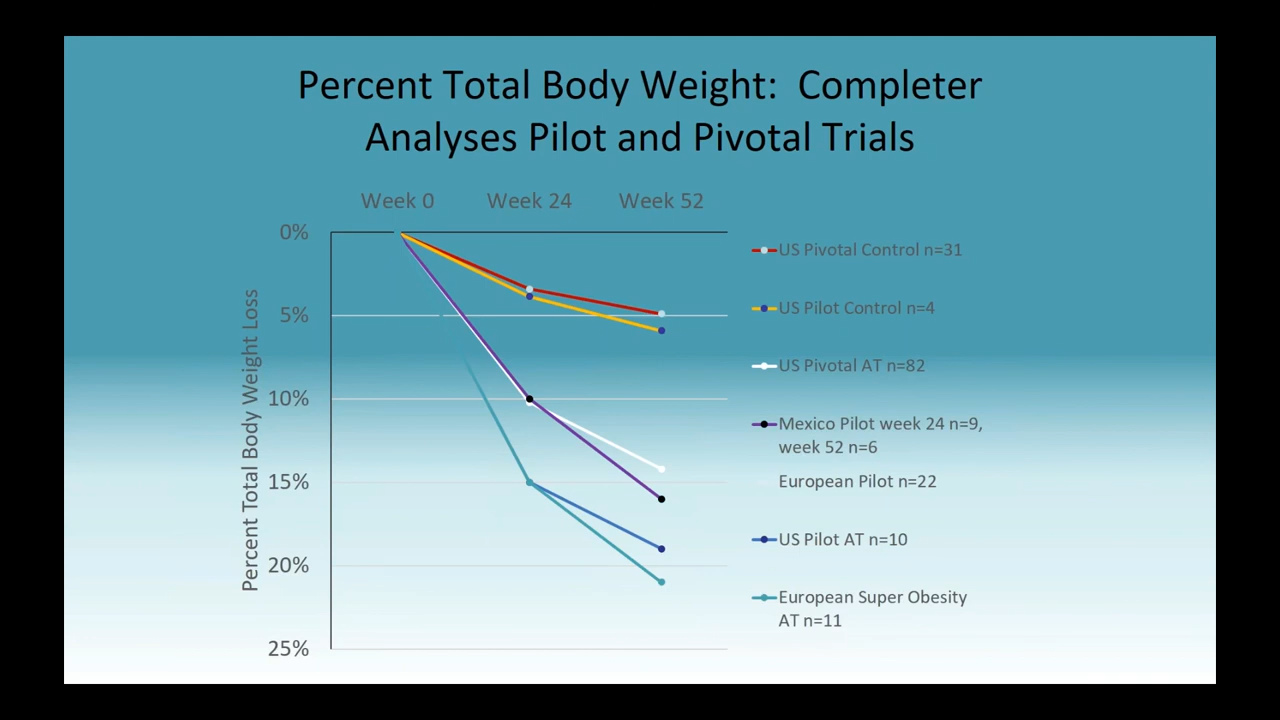 Percent Total Body Weight:  Completer
Analyses Pilot and Pivotal Trials
Week 0
Week 24
Week 52
0%
5%
10%
15%
20%
25%
Percent Total Body Weight Loss
US Pivotal Control n=31
US Pilot Control n=4
US Pivotal AT n=82
Mexico Pilot week 24 n=9,
week 52 n=6
European Pilot n=22
US Pilot AT n=10
European Super Obesity
AT n=11